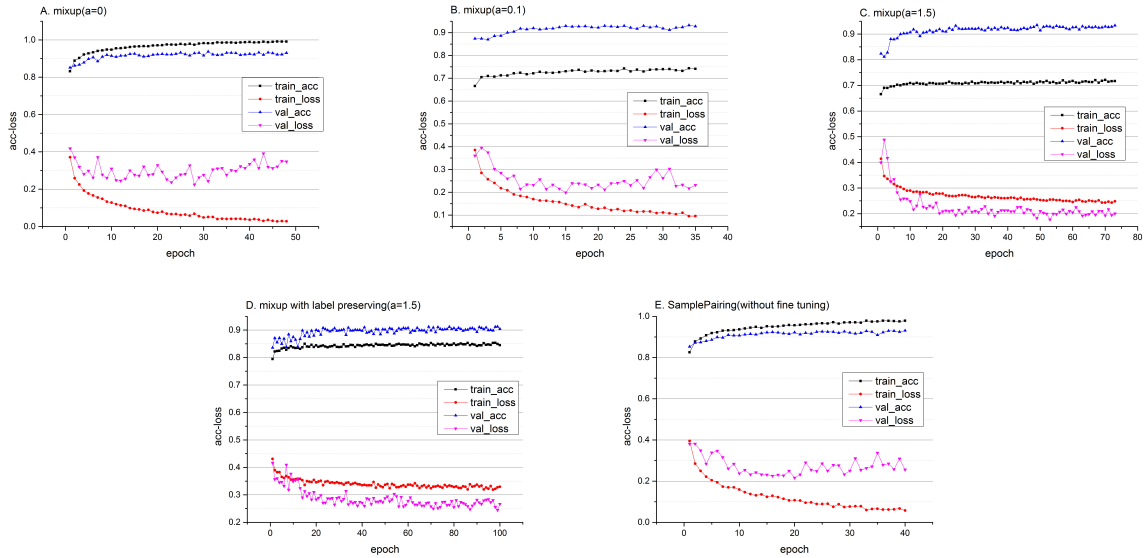 A. mixup(a=0)
acc-loss
1.0
0.8
0.6
0.4
0.2
0.0
0 10 20 30 40 50
epoch
train_acc
train_loss
val_acc
val_loss
B. mixup(a=0.1)
acc-loss
0.9
0.8
0.7
0.6
0.5
0.4
0.3
0.2
0.1
0 5 10 15 20 25 30 35 40
epoch
train_acc
train_loss
val_acc
val_loss
C. mixup(a=1.5)
acc-loss
0.9
0.8
0.7
0.6
0.5
0.4
0.3
0.2
0 10 20 30 40 50 60 70 80
epoch
train_acc
train_loss
val_acc
val_loss
D. mixup with label preserving(a=1.5)
acc-loss
0.9
0.8
0.7
0.6
0.5
0.4
0.3
0.2
0 20 40 60 80 100
epoch
train_acc
train_loss
val_acc
val_loss
E. SamplePairing(without fine tuning)
acc-loss
1.0
0.8
0.6
0.4
0.2
0.0
0 10 20 30 40
epoch
train_acc
train_loss
val_acc
val_loss